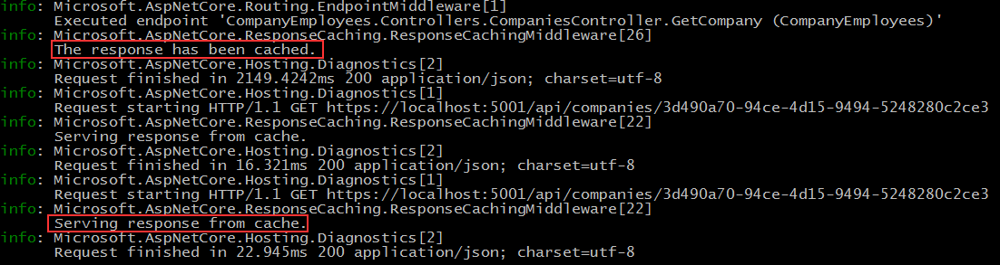 info: Microsoft.AspNetCore.Routing.EndpointMiddleware[1]
Executed endpoint 'CompanyEmployees.Controllers.CompaniesController.GetCompany (CompanyEmployees)'
info: Microsoft.AspNetCore.ResponseCaching.ResponseCachingMiddleware[26]
The response has been cached.
info: Microsoft.AspNetCore.Hosting.Diagnostics[2]
Request finished in 2149.4242ms 200 application/json; charset=utf-8
info: Microsoft.AspNetCore.Hosting.Diagnostics[1]
Request starting HTTP/1.1 GET https://localhost:5001/api/companies/3d490a70-94ce-4d15-9494-5248280c2ce3
info: Microsoft.AspNetCore.ResponseCaching.ResponseCachingMiddleware[22]
Serving response from cache.
info: Microsoft.AspNetCore.Hosting.Diagnostics[2]
Request finished in 16.321ms 200 application/json; charset=utf-8
info: Microsoft.AspNetCore.Hosting.Diagnostics[1]
Request starting HTTP/1.1 GET https://localhost:5001/api/companies/3d490a70-94ce-4d15-9494-5248280c2ce3
info: Microsoft.AspNetCore.ResponseCaching.ResponseCachingMiddleware[22]
Serving response from cache.
info: Microsoft.AspNetCore.Hosting.Diagnostics[2]
Request finished in 22.945ms 200 application/json; charset=utf-8